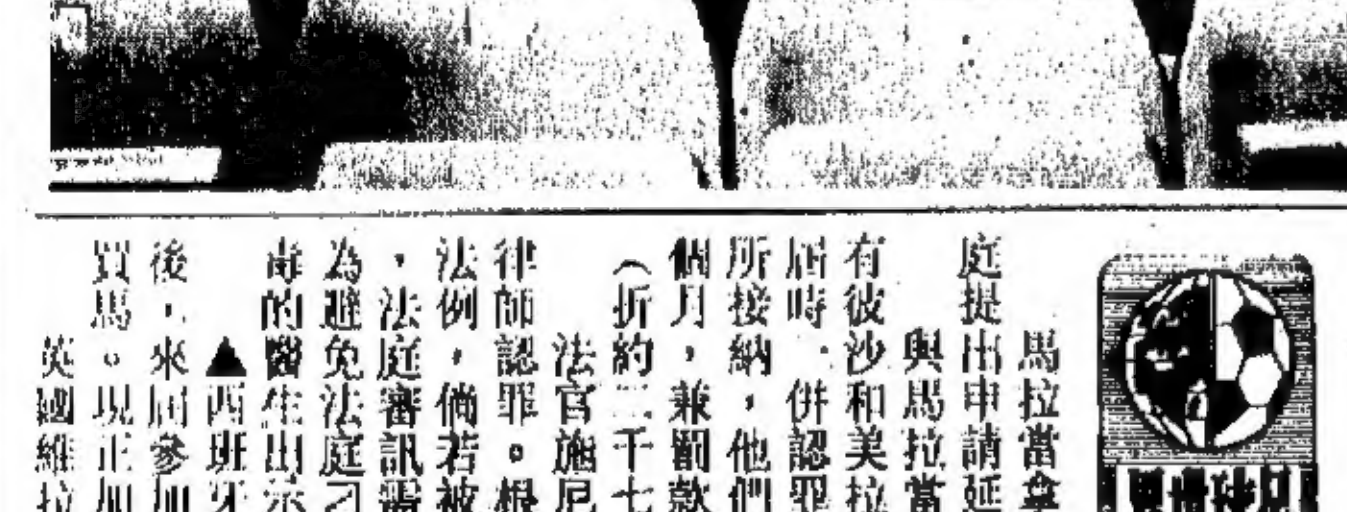 馬拉當拿
庭提出申請延
與馬拉當
有彼沙和美拉
屆時　併認罪
所接納，他們
個月，兼罰款
（折約二千七
法官施尼
律師認罪。根
法例，倘若被
，法庭審訊
為避免法庭
毒的醫生出示
▲西班牙
後，來屆參加
買馬。現正加
英國維拉